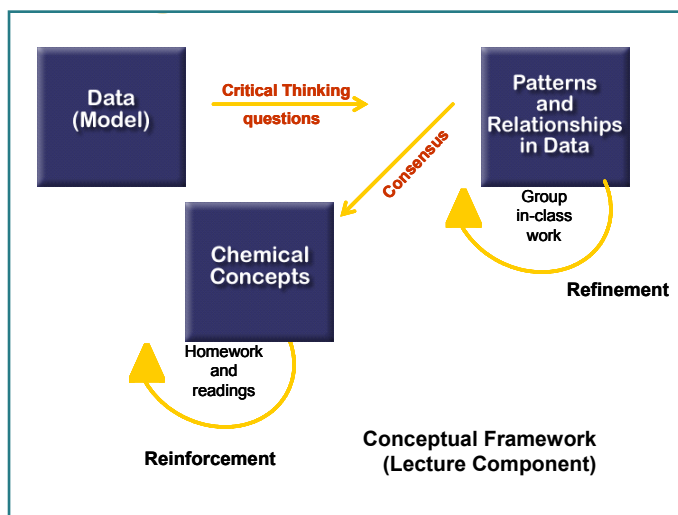 Data
(Model)
Critical Thinking
questions
Patterns
and
Relationships
in Data
Consensus
Group
in-class
work
Refinement
Chemical
Concepts
Homework
and
readings
Reinforcement
Conceptual Framework
(Lecture Component)